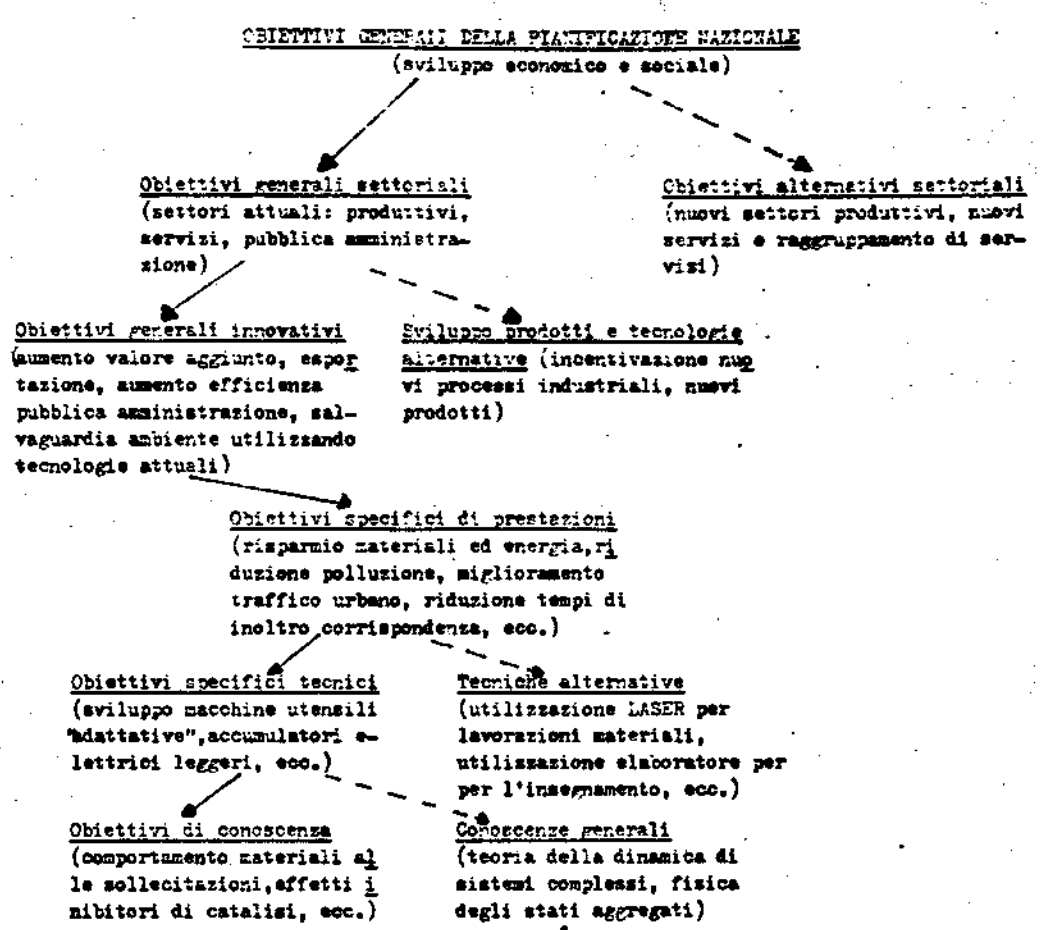 OBIETTIVI GENERALI DELLA PIANIFICAZIONE NAZIONALE
(sviluppo economico e sociale)
Obiettivi generali settoriali
(settori attuali: produttivi,
servizi, pubblica amministra-
zione)
Obiettivi alternativi settoriali
(nuovi settori produttivi, nuovi
servizi e raggruppamento di ser-
vizi)
Obiettivi generali innovativi
(aumento valore aggiunto, espor
tazione, aumento efficienza
pubblica amministrazione, sal-
vaguardia ambiente utilizzando
tecnologie attuali)
Sviluppo prodotti e tecnologie
alternative (incentivazione nuo
vi processi industriali, nuovi
prodotti)
Obiettivi specifici di prestazioni
(risparmio materiali ed energia,ri
duzione polluzione, miglioramento
traffico urbano, riduzione tempi di
inoltro corrispondenza, ecc.)
Obiettivi specifici tecnici
(sviluppo macchine utensili
"adattative",accumulatori e-
lettrici leggeri, ecc.)
Tecniche alternative
(utilizzazione LASER per
lavorazioni materiali,
utilizzazione elaboratore per
per l'insegnamento, ecc.)
Obiettivi di conoscenza
(comportamento materiali al
le sollecitazioni,effetti i
nibitori di catalisi, ecc.)
Conoscenze generali
(teoria della dinamica di
sistemi complessi, fisica
degli stati aggregati)